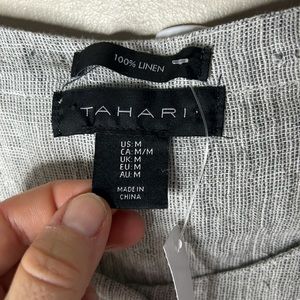 100% LINEN
TAHARI
US:M
CA:M/M
UK:M
EU:M
AU:M
MADE IN
CHINA